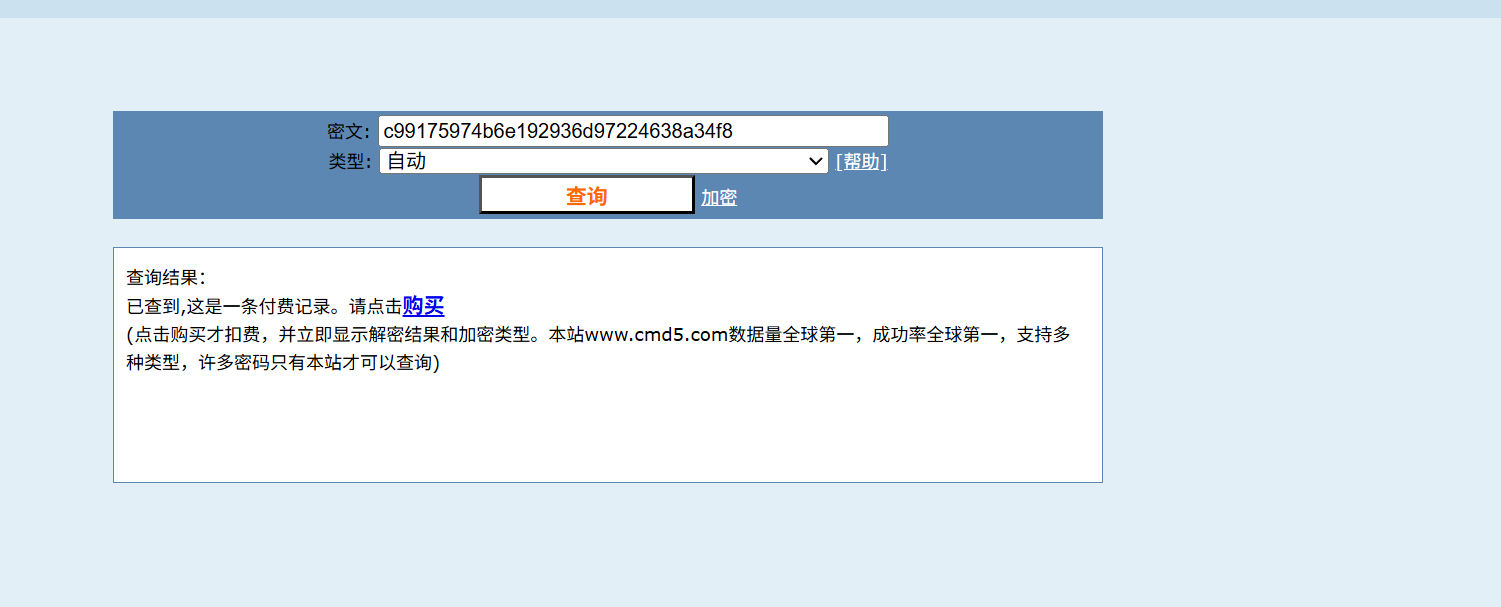 密文: c99175974b6e192936d97224638a34f8
类型: 自动 [帮助]
查询 加密
查询结果：
已查到,这是一条付费记录。请点击购买
(点击购买才扣费，并立即显示解密结果和加密类型。本站www.cmd5.com数据量全球第一，成功率全球第一，支持多
种类型，许多密码只有本站才可以查询)